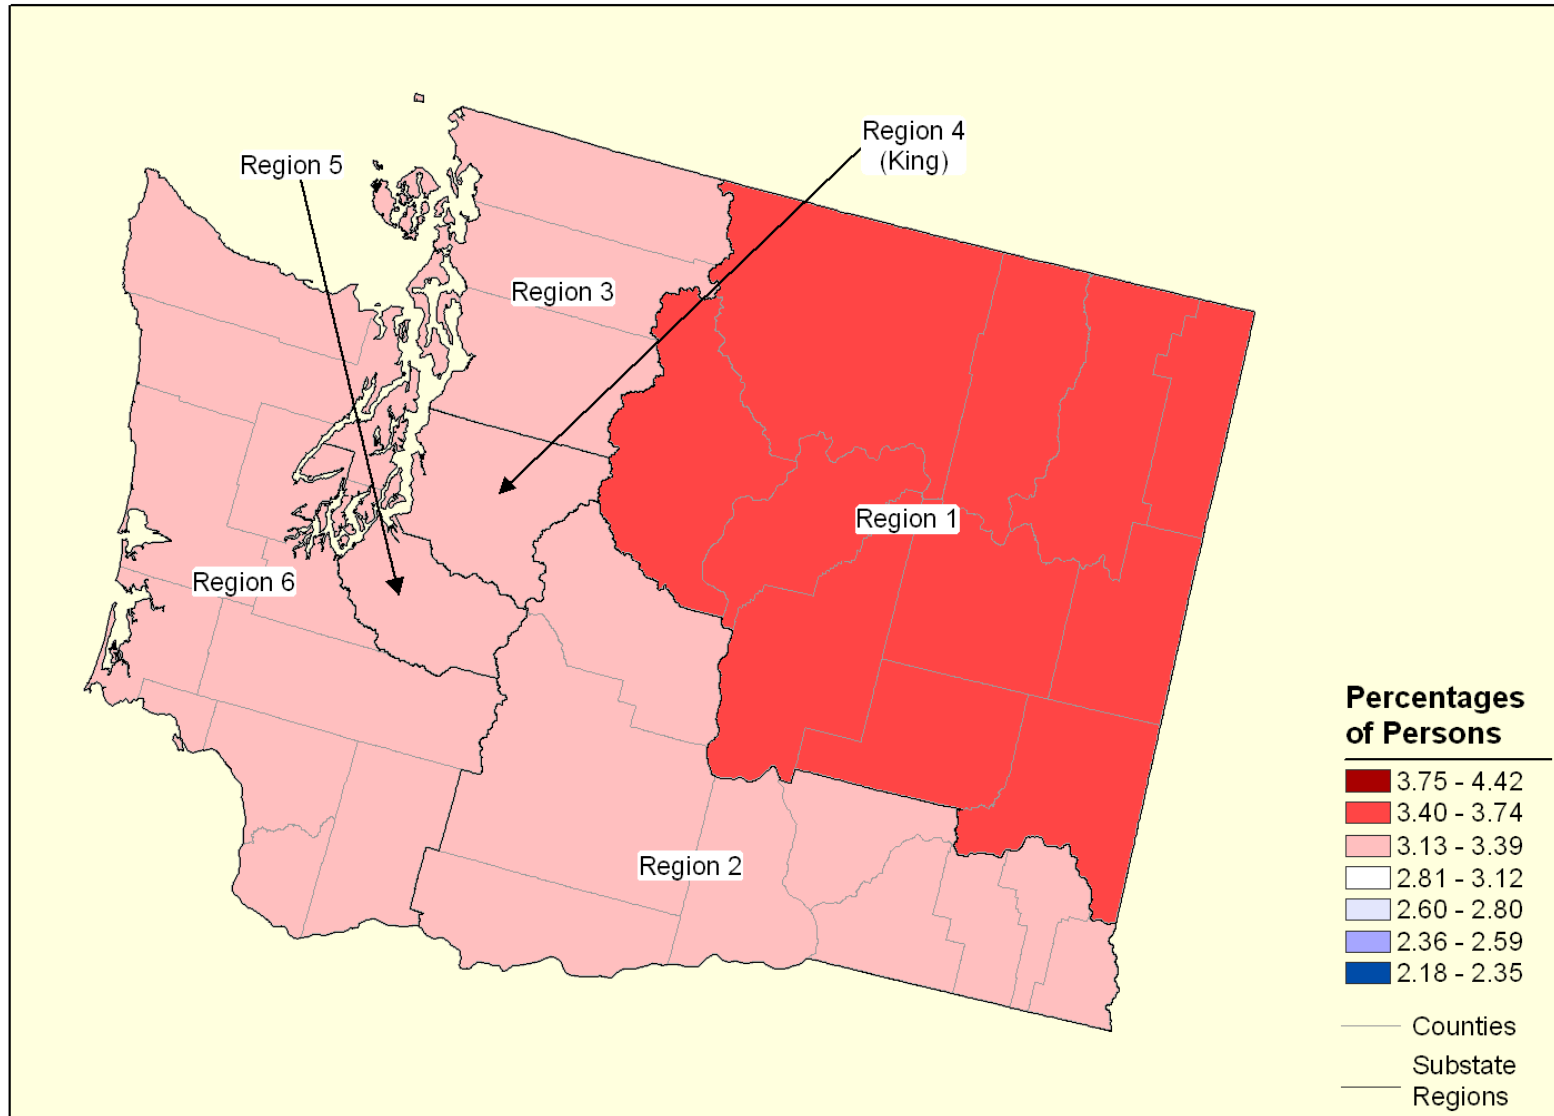 Region 4
(King)
Region 5
Region 3
Region 1
Region 6
Region 2
Percentages
of Persons
3.75 - 4.42
3.40 - 3.74
3.13 - 3.39
2.81 - 3.12
2.60 - 2.80
2.36 - 2.59
2.18 - 2.35
Counties
Substate
Regions